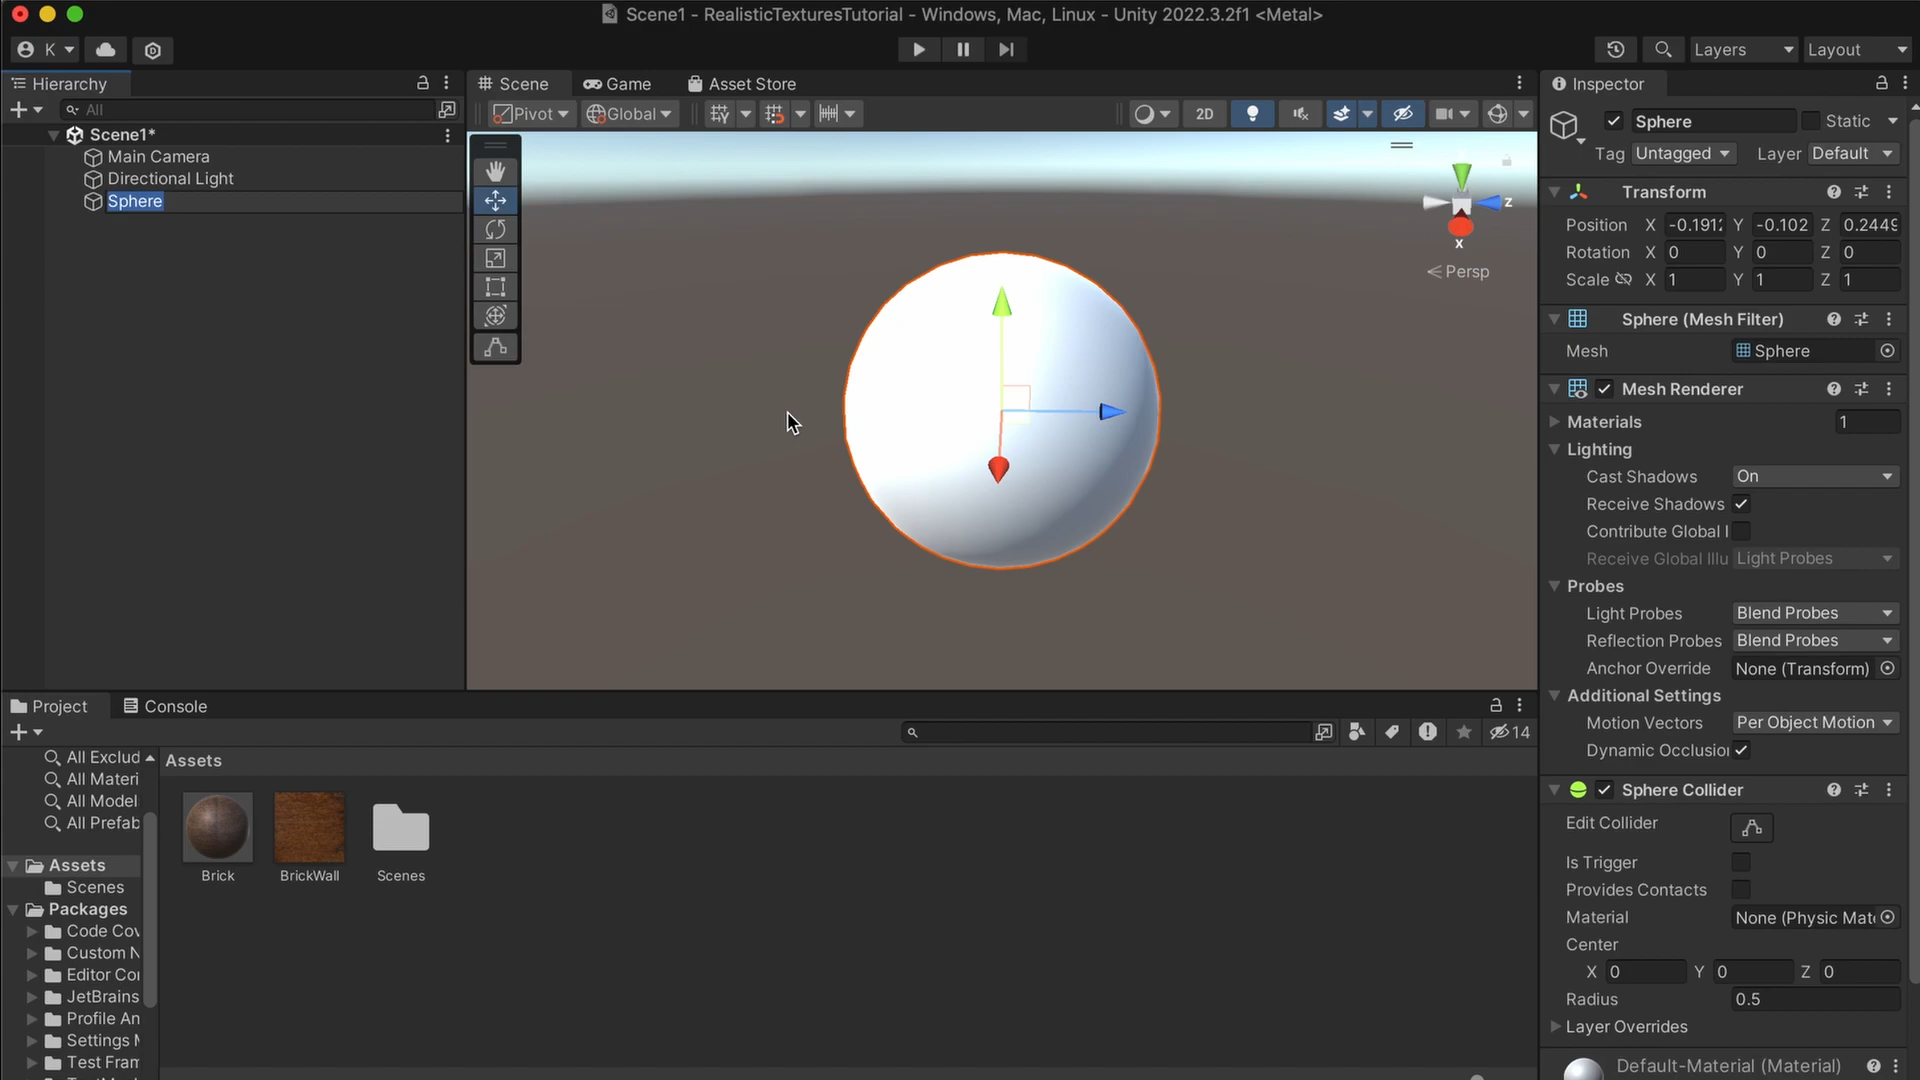 Scene1 - RealisticTexturesTutorial - Windows, Mac, Linux - Unity 2022.3.2f1 <Metal>
K
Layers
Layout
Hierarchy
All
Scene1*
Main Camera
Directional Light
Sphere
Scene
Game
Asset Store
Pivot
Global
2D
z
x
Persp
Inspector
Sphere
Static
Tag Untagged
Layer Default
Transform
Position X -0.191 Y -0.102 Z 0.244
Rotation X 0 Y 0 Z 0
Scale X 1 Y 1 Z 1
Sphere (Mesh Filter)
Mesh Sphere
Mesh Renderer
Materials 1
Lighting
Cast Shadows On
Receive Shadows
Contribute Global I
Receive Global Illu Light Probes
Probes
Light Probes Blend Probes
Reflection Probes Blend Probes
Anchor Override None (Transform)
Additional Settings
Motion Vectors Per Object Motion
Dynamic Occlusion
Sphere Collider
Edit Collider
Is Trigger
Provides Contacts
Material None (Physic Mate
Center
X 0 Y 0 Z 0
Radius 0.5
Layer Overrides
Default-Material (Material)
Project
Console
14
All Exclud
All Materi
All Model
All Prefab
Assets
Scenes
Packages
Code Cov
Custom N
Editor Cor
JetBrains
Profile An
Settings M
Test Fram
Assets
Brick
BrickWall
Scenes